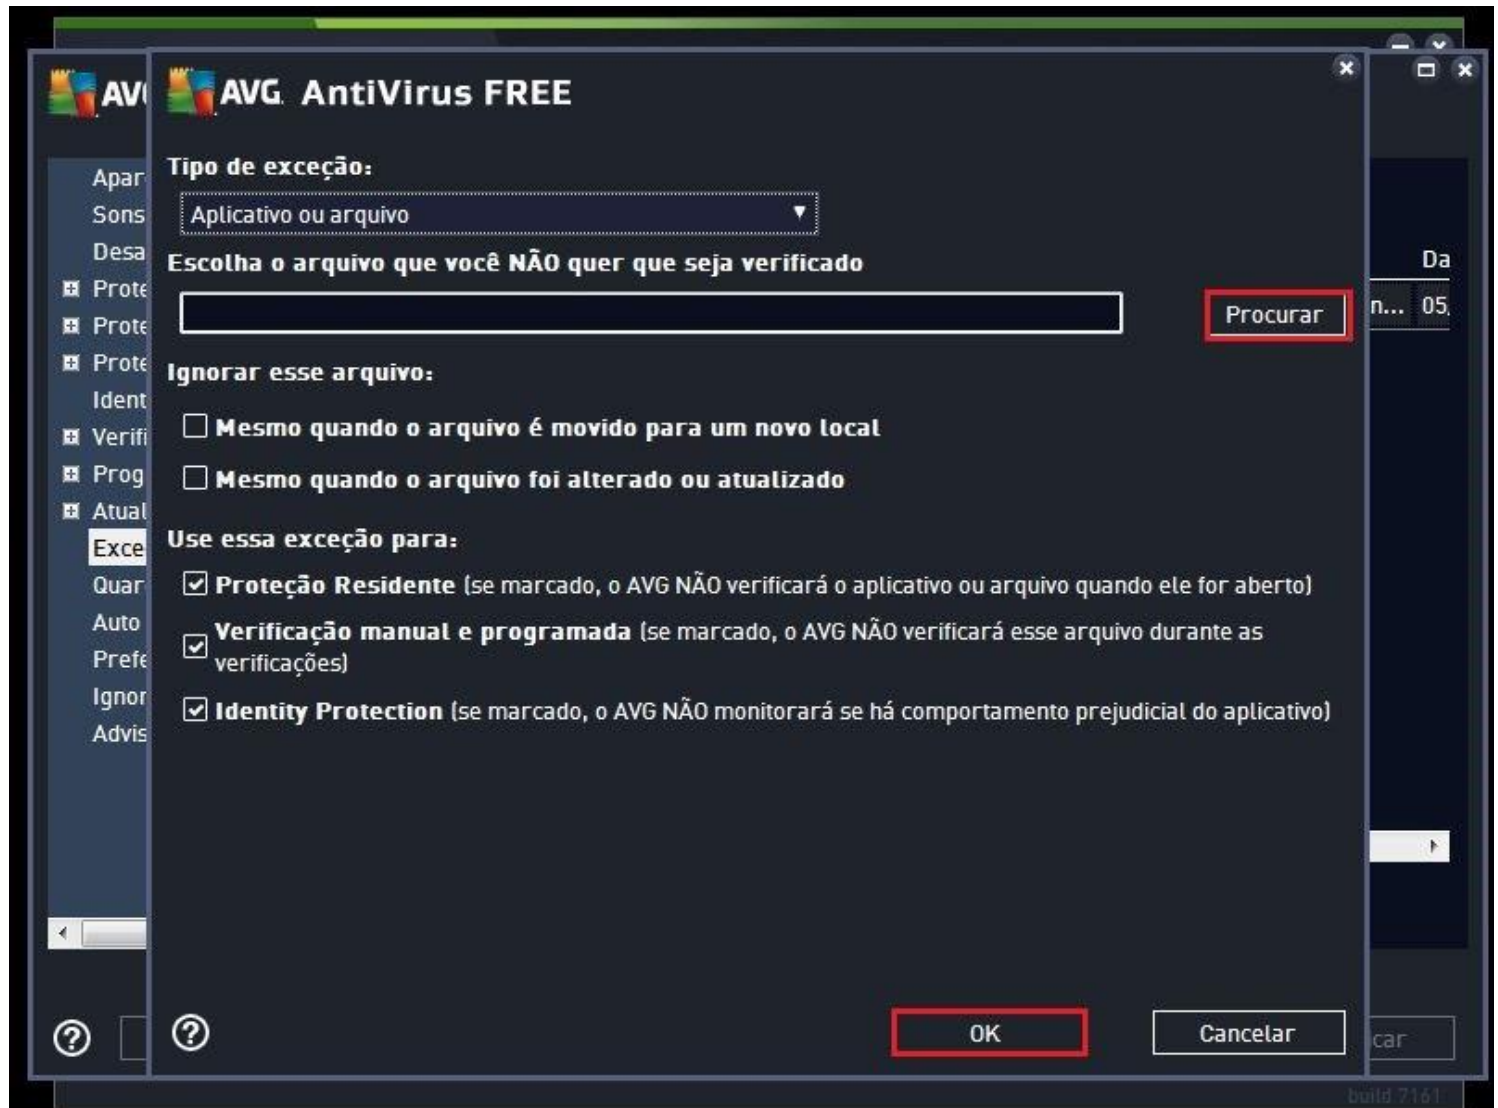 AVG. AntiVirus FREE
Tipo de exceção:
Aplicativo ou arquivo
Escolha o arquivo que você NÃO quer que seja verificado
Procurar
Ignorar esse arquivo:
Mesmo quando o arquivo é movido para um novo local
Mesmo quando o arquivo foi alterado ou atualizado
Use essa exceção para:
Proteção Residente (se marcado, o AVG NÃO verificará o aplicativo ou arquivo quando ele for aberto)
Verificação manual e programada (se marcado, o AVG NÃO verificará esse arquivo durante as
verificações)
Identity Protection (se marcado, o AVG NÃO monitorará se há comportamento prejudicial do aplicativo)
OK
Cancelar
AV
Apar
Sons
Desa
Prote
Prote
Prote
Ident
Verifi
Prog
Atual
Exce
Quar
Auto
Prefe
Ignor
Advis
Da
n... 05
car
build 7161